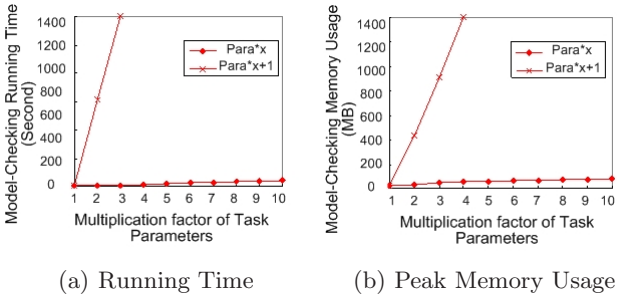 Model-Checking Running Time
(Second)
1400
1200
1000
800
600
400
200
0
Para*x
Para*x+1
1 2 3 4 5 6 7 8 9 10
Multiplication factor of Task
Parameters
(a) Running Time
Model-Checking Memory Usage
(MB)
1400
1200
1000
800
600
400
200
0
Para*x
Para*x+1
1 2 3 4 5 6 7 8 9 10
Multiplication factor of Task
Parameters
(b) Peak Memory Usage